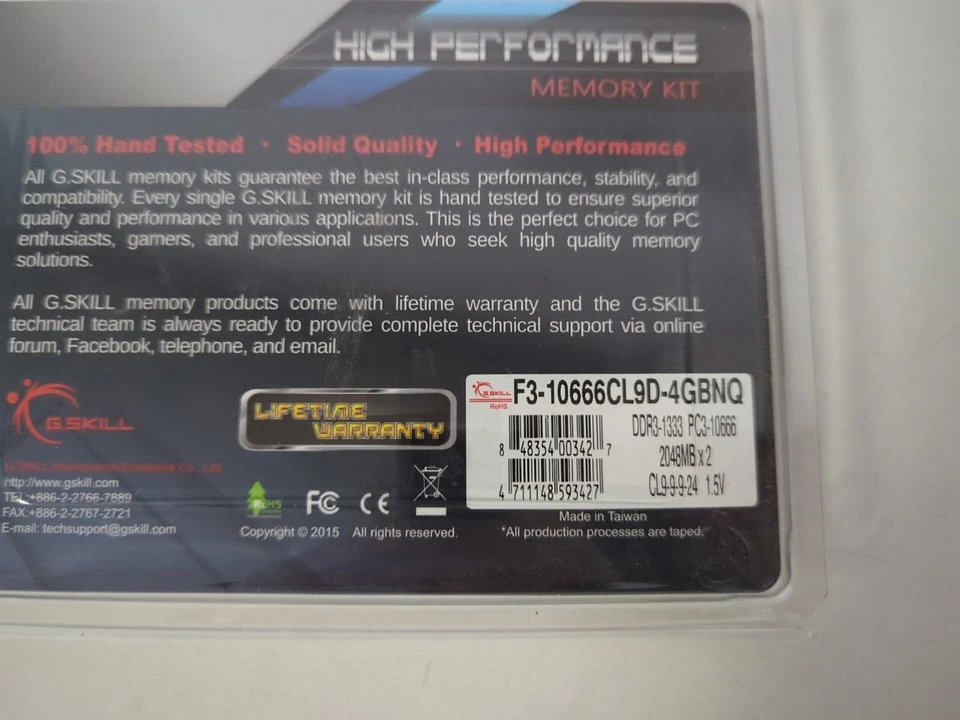 HIGH PERFORMANCE
MEMORY KIT
100% Hand Tested · Solid Quality · High Performance
All G.SKILL memory kits guarantee the best in-class performance, stability, and
compatibility. Every single G.SKILL memory kit is hand tested to ensure superior
quality and performance in various applications. This is the perfect choice for PC
enthusiasts, gamers, and professional users who seek high quality memory
solutions.
All G.SKILL memory products come with lifetime warranty and the G.SKILL
technical team is always ready to provide complete technical support via online
forum, Facebook, telephone, and email.
G.SKILL
G.SKILL International Enterprise Co., Ltd.
http://www.gskill.com
TEL:+886-2-2766-7889
FAX:+886-2-2767-2721
E-mail: techsupport@gskill.com
LIFETIME
WARRANTY
RoHS
FC CE
Copyright © 2015 All rights reserved.
G.SKILL F3-10666CL9D-4GBNQ
RoHS
DDR3-1333 PC3-10666
8 48354 00342 7
2048MB x 2
4 711148 593427
CL9-9-9-24 1.5V
Made in Taiwan
*All production processes are taped.